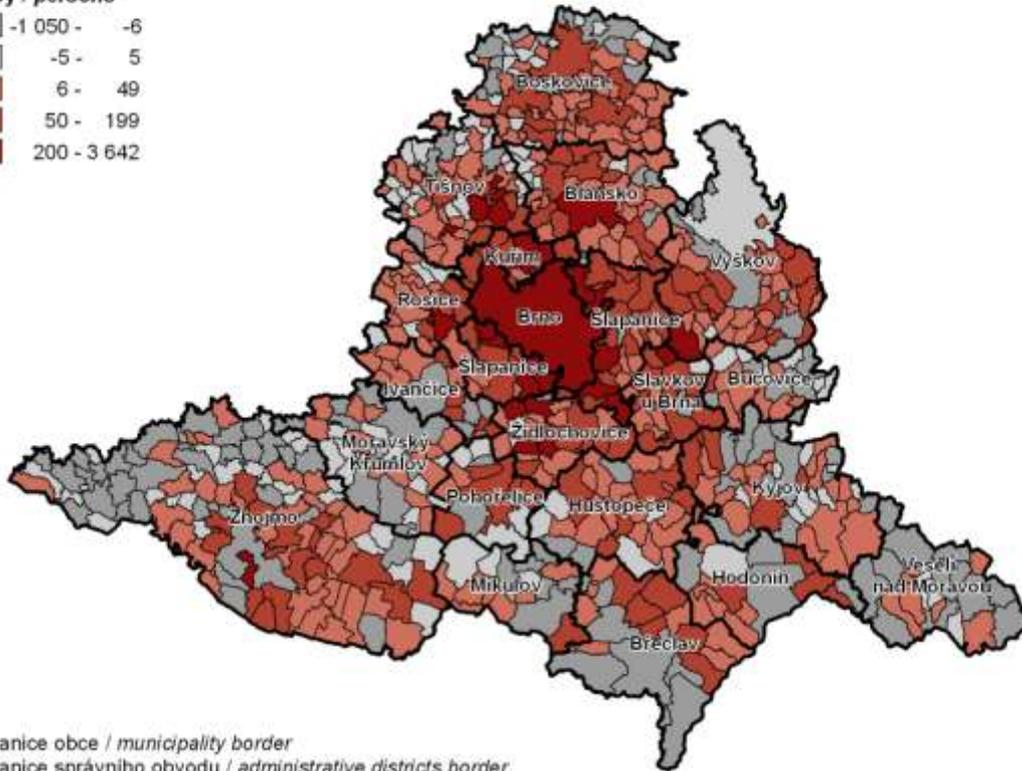 -1 050 - -6
-5 - 5
6 - 49
50 - 199
200 - 3 642
Boskovice
Tišnov
Blansko
Kuřim
Vyškov
Rosice
Brno
Šlapanice
Šlapanice
Ivančice
Slavkov
u Brna
Bučovice
Židlochovice
Moravský
Krumlov
Pohořelice
Hustopeče
Kyjov
Znojmo
Mikulov
Hodonín
Veselí
nad Moravou
Břeclav
anice obce / municipality border
anice správního obvodu / administrative districts border